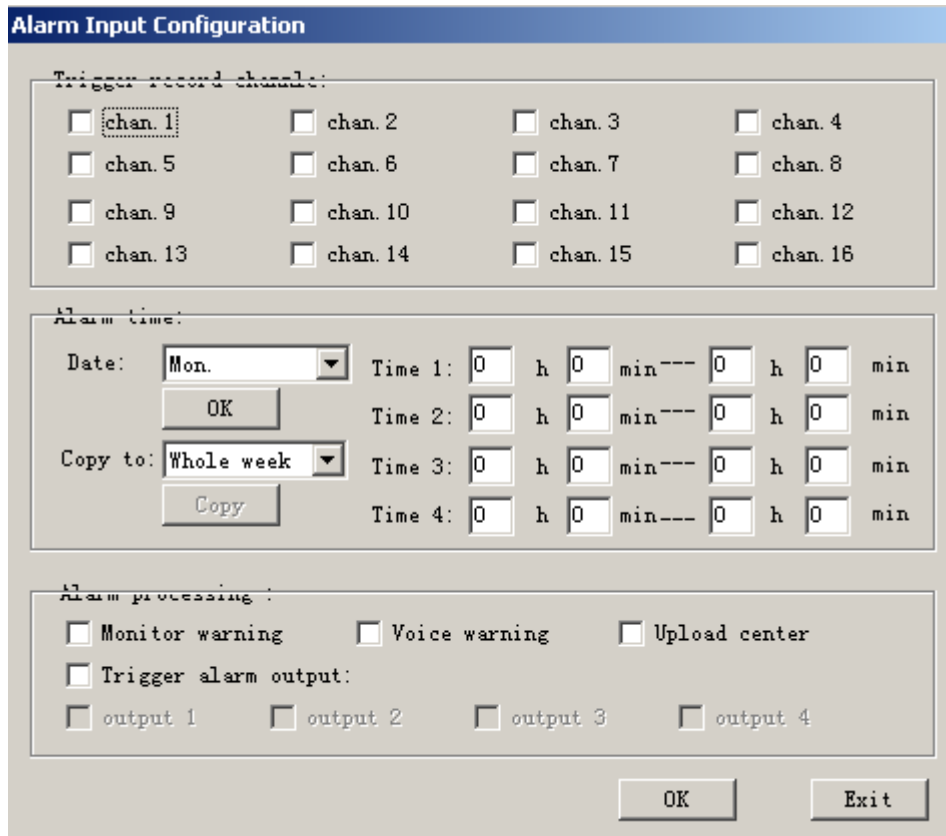 Alarm Input Configuration
Trigger record channle:
chan. 1 chan. 2 chan. 3 chan. 4
chan. 5 chan. 6 chan. 7 chan. 8
chan. 9 chan. 10 chan. 11 chan. 12
chan. 13 chan. 14 chan. 15 chan. 16
Alarm time:
Date: Mon. Time 1: 0 h 0 min--- 0 h 0 min
OK Time 2: 0 h 0 min--- 0 h 0 min
Copy to: Whole week Time 3: 0 h 0 min--- 0 h 0 min
Copy Time 4: 0 h 0 min--- 0 h 0 min
Alarm processing :
Monitor warning Voice warning Upload center
Trigger alarm output:
output 1 output 2 output 3 output 4
OK Exit